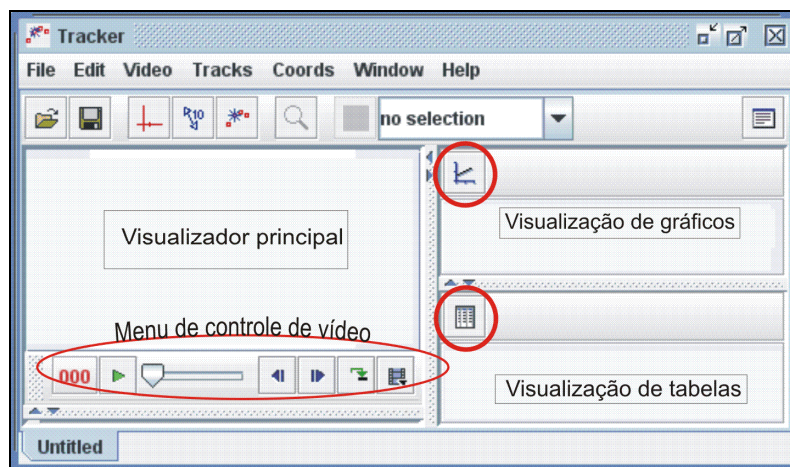 Tracker
File Edit Video Tracks Coords Window Help
R10
no selection
Visualizador principal
Visualização de gráficos
Menu de controle de vídeo
000
Visualização de tabelas
Untitled